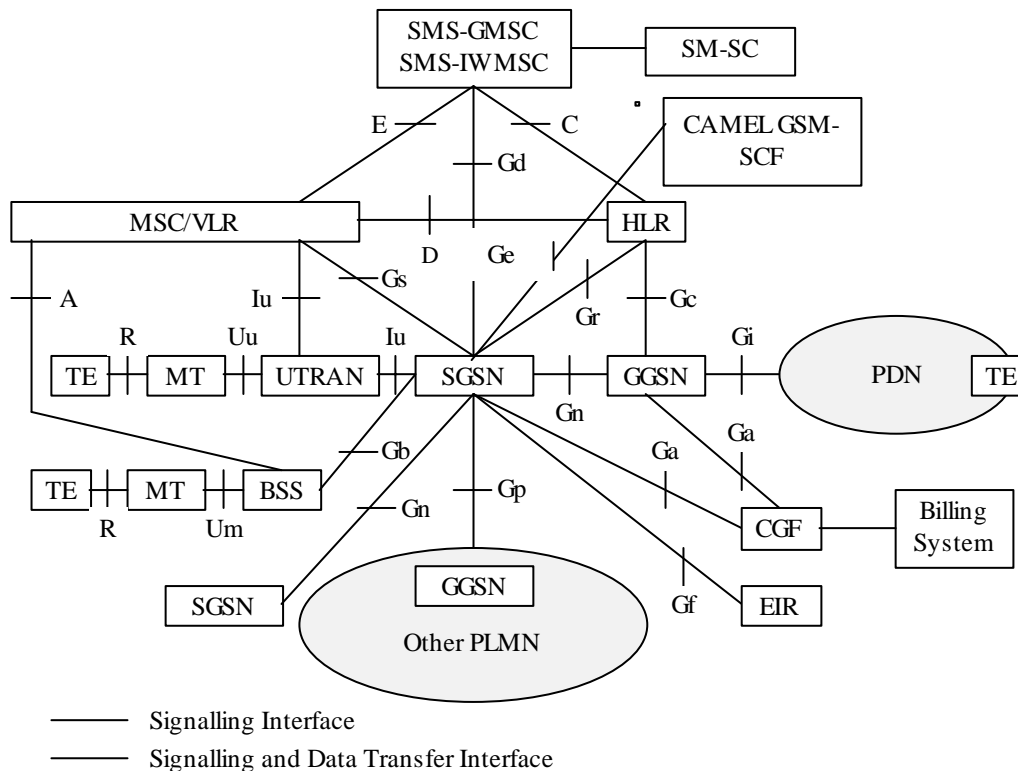 SMS-GMSC
SMS-IWMSC
SM-SC
E
C
CAMEL GSM-
SCF
Gd
MSC/VLR
HLR
D
Ge
Gs
A
Iu
Gr
Gc
R
Uu
Iu
Gi
TE
MT
UTRAN
SGSN
GGSN
PDN
TE
Gn
Gb
Ga
Ga
TE
MT
BSS
Gn
Gp
R
Um
CGF
Billing
System
SGSN
GGSN
Gf
EIR
Other PLMN
Signalling Interface
Signalling and Data Transfer Interface